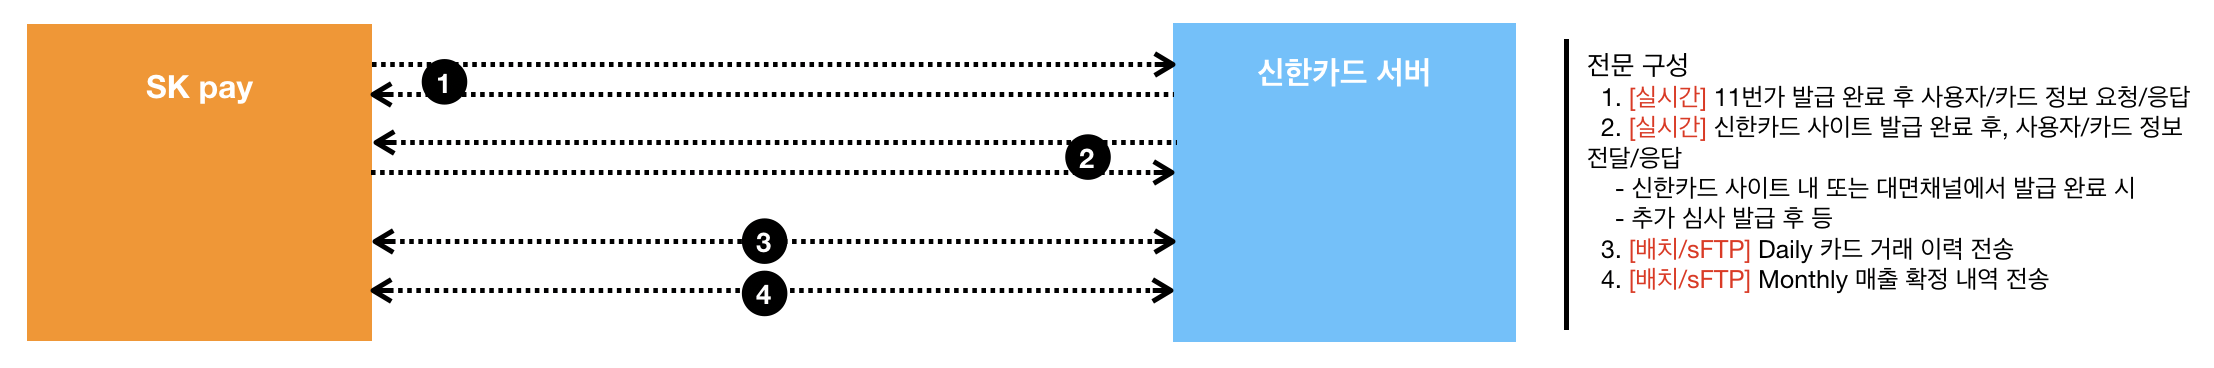 SK pay
1
2
3
4
신한카드 서버
전문 구성
1. [실시간] 11번가 발급 완료 후 사용자/카드 정보 요청/응답
2. [실시간] 신한카드 사이트 발급 완료 후, 사용자/카드 정보
전달/응답
- 신한카드 사이트 내 또는 대면채널에서 발급 완료 시
- 추가 심사 발급 후 등
3. [배치/sFTP] Daily 카드 거래 이력 전송
4. [배치/sFTP] Monthly 매출 확정 내역 전송